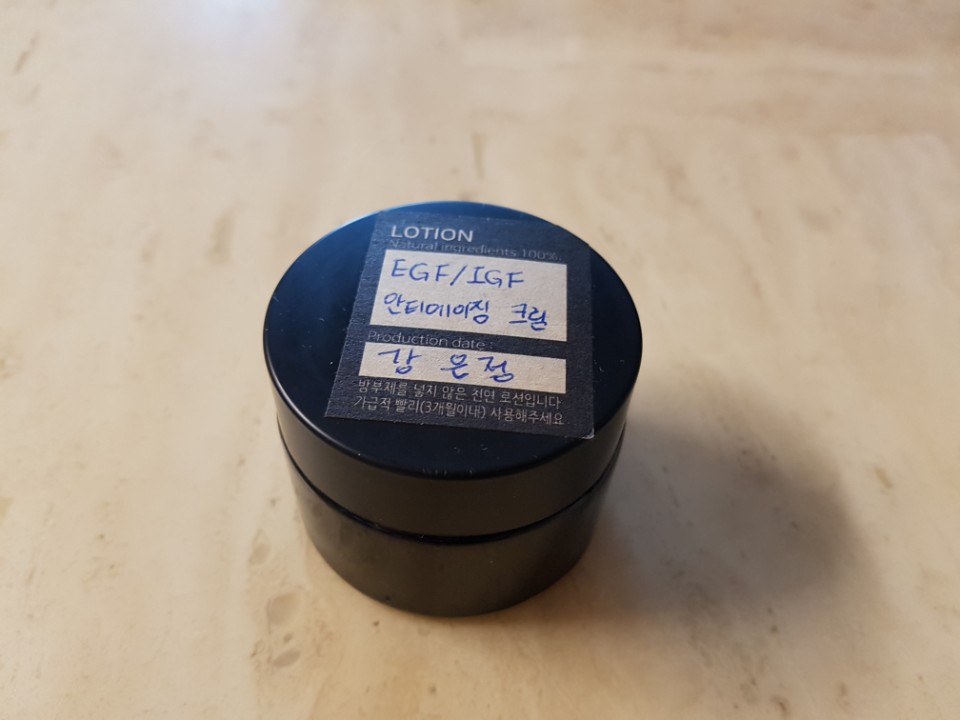 LOTION
Natural ingredients 100%
EGF/IGF
안티에이징 크림
Production date :
강은정
방부제를 넣지 않은 천연 로션입니다.
가급적 빨리(3개월이내) 사용해주세요